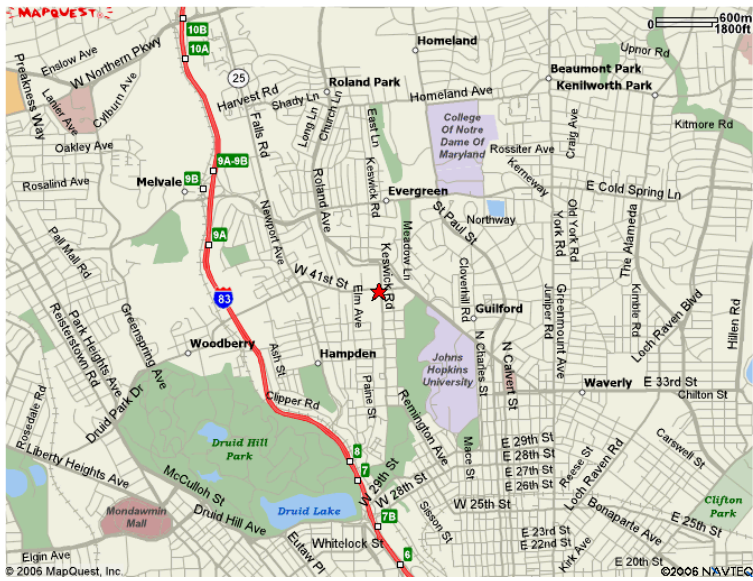 MAPQUEST.
600m
1800ft
10B
10A
Enslow Ave
W Northern Pkwy
Preakness Way
Lanier Ave
Cylburn Ave
25
Harvest Rd
Falls Rd
Shady Ln
Long Ln
Church Ln
Roland Park
Homeland
Homeland Ave
East Ln
Upnor Rd
Beaumont Park
Kenilworth Park
Kitmore Rd
Craig Ave
College
Of Notre
Dame Of
Maryland
Rossiter Ave
Kerneway
Oakley Ave
Rosalind Ave
Melvale
9B
9A-9B
Roland Ave
Keswick Rd
Evergreen
E Cold Spring Ln
St Paul St
Northway
Old York Rd
York Rd
The Alameda
Newport Ave
9A
Meadow Ln
Keswick Rd
W 41st St
Elm Ave
Cloverhill Rd
Guilford
Pall Mall Rd
Park Heights Ave
Reisterstown Rd
Greenspring Ave
83
Juniper Rd
Greenmount Ave
Kimble Rd
Loch Raven Blvd
Hillen Rd
Woodberry
Ash St
Hampden
Johns
Hopkins
University
N Charles St
N Calvert St
Waverly
E 33rd St
Chilton St
Paine St
Remington Ave
Clipper Rd
Druid Park Dr
Rosedale Rd
Liberty Heights Ave
Druid Hill
Park
McCulloh St
Druid Hill Ave
Druid Lake
Mondawmin
Mall
Eutaw Pl
Whitelock St
8
7
7B
6
W 29th St
W 28th St
Sisson St
Mace St
W 25th St
E 29th St
E 28th St
E 27th St
E 26th St
Reese St
Loch Raven Rd
Carswell St
Bonaparte Ave
E 25th St
Clifton
Park
E 23rd St
E 22nd St
Kirk Ave
E 20th St
Elgin Ave
© 2006 MapQuest, Inc.
©2006 NAVTEQ